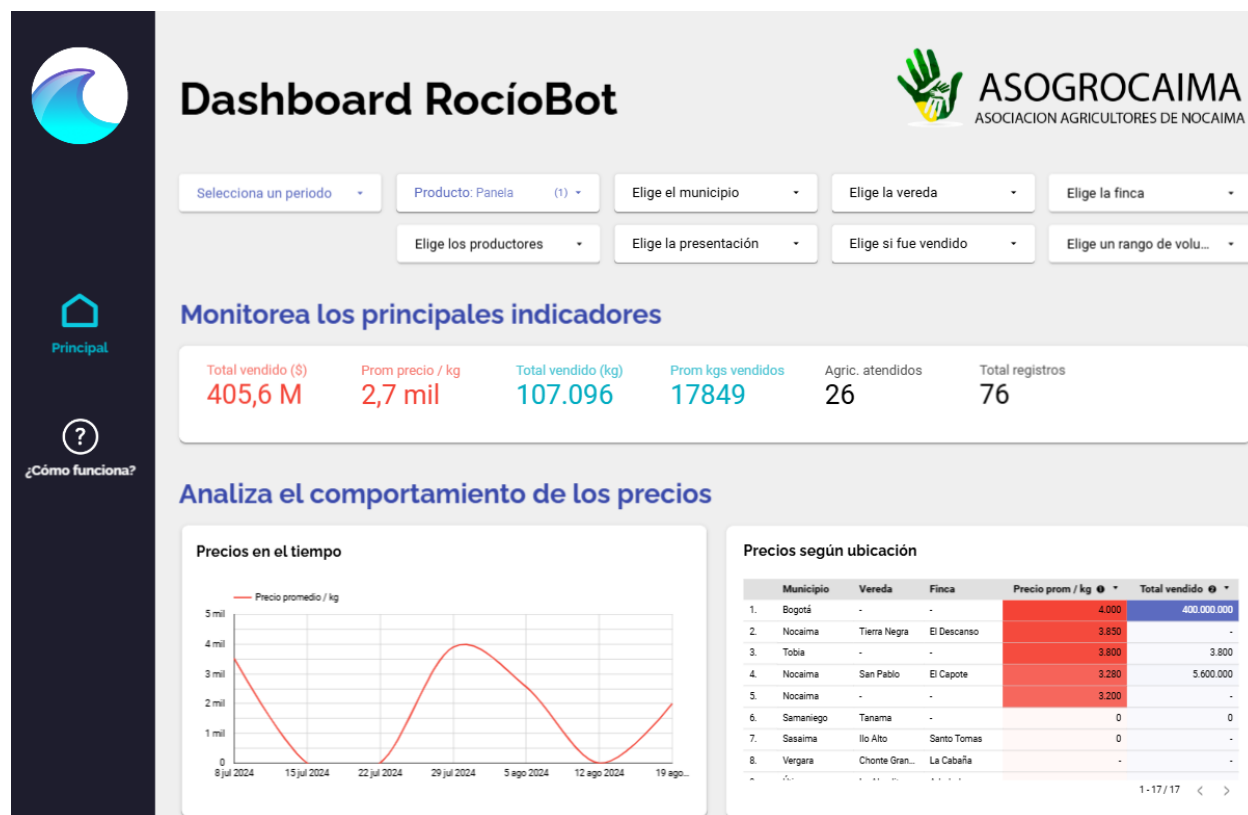 Dashboard RocíoBot
ASOGROCAIMA
ASOCIACION AGRICULTORES DE NOCAIMA
Selecciona un periodo
Producto: Panela (1)
Elige el municipio
Elige la vereda
Elige la finca
Elige los productores
Elige la presentación
Elige si fue vendido
Elige un rango de volu...
Principal
¿Cómo funciona?
Monitorea los principales indicadores
Total vendido ($)
405,6 M
Prom precio / kg
2,7 mil
Total vendido (kg)
107.096
Prom kgs vendidos
17849
Agric. atendidos
26
Total registros
76
Analiza el comportamiento de los precios
Precios en el tiempo
Precio promedio / kg
5 mil
4 mil
3 mil
2 mil
1 mil
0
8 jul 2024 15 jul 2024 22 jul 2024 29 jul 2024 5 ago 2024 12 ago 2024 19 ago...
Precios según ubicación
Municipio Vereda Finca Precio prom / kg Total vendido
1. Bogotá - - 4.000 400.000.000
2. Nocaima Tierra Negra El Descanso 3.850 -
3. Tobia - - 3.800 3.800
4. Nocaima San Pablo El Capote 3.280 5.600.000
5. Nocaima - - 3.200 -
6. Samaniego Tanama - 0 0
7. Sasaima Ilo Alto Santo Tomas 0 -
8. Vergara Chonte Gran... La Cabaña - -
1 - 17 / 17